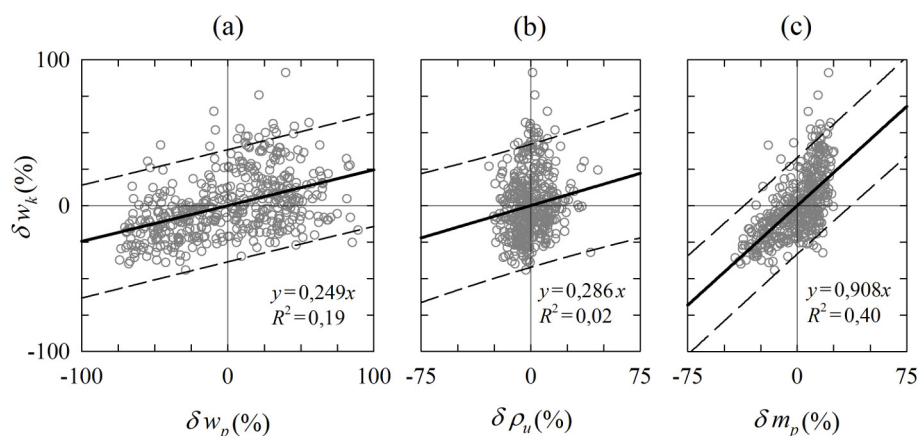 (a)
(b)
(c)
δw_k(%)
100
0
-100
y=0,249x
R²=0,19
y=0,286x
R²=0,02
y=0,908x
R²=0,40
-100 0 100
-75 0 75
-75 0 75
δw_p(%)
δρ_u(%)
δm_p(%)